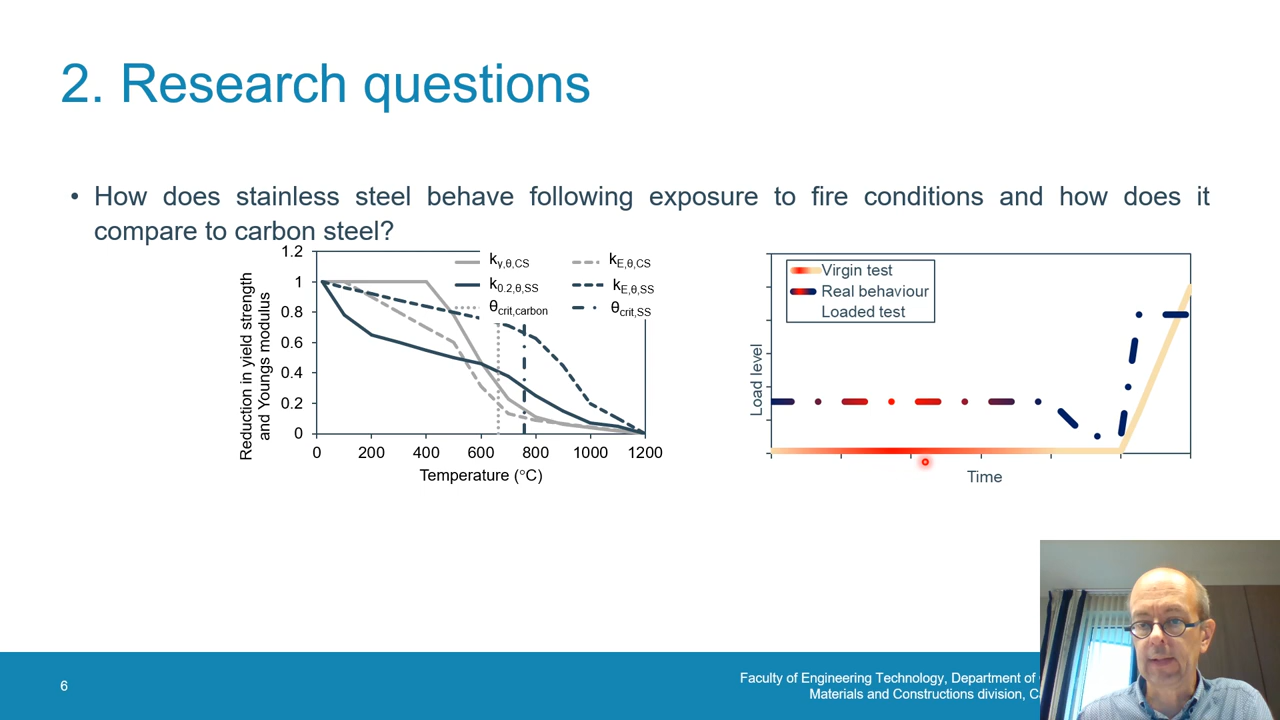 2. Research questions
• How does stainless steel behave following exposure to fire conditions and how does it
compare to carbon steel?
Reduction in yield strength
and Youngs modulus
1.2
1
0.8
0.6
0.4
0.2
0
k_y,θ,CS
k_E,θ,CS
k_0.2,θ,SS
k_E,θ,SS
θ_crit,carbon
θ_crit,SS
0 200 400 600 800 1000 1200
Temperature (°C)
Load level
Virgin test
Real behaviour
Loaded test
Time
6
Faculty of Engineering Technology, Department of
Materials and Constructions division,